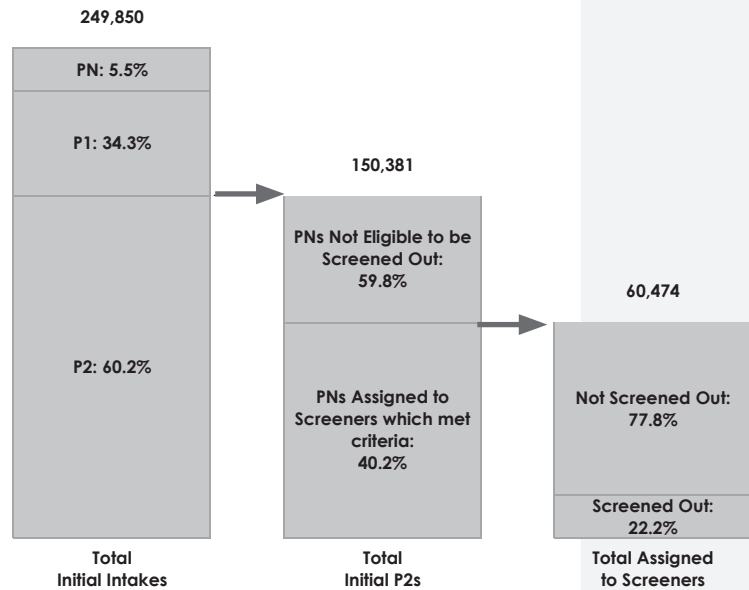 249,850
PN: 5.5%
P1: 34.3%
P2: 60.2%
Total
Initial Intakes
150,381
PNs Not Eligible to be
Screened Out:
59.8%
PNs Assigned to
Screeners which met
criteria:
40.2%
Total
Initial P2s
60,474
Not Screened Out:
77.8%
Screened Out:
22.2%
Total Assigned
to Screeners